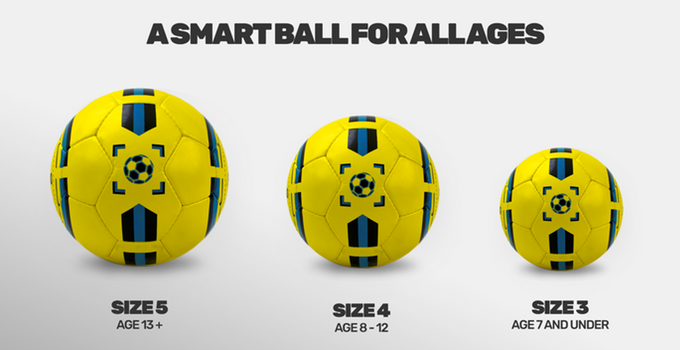 A SMART BALL FOR ALL AGES
SIZE 5
AGE 13 +
SIZE 4
AGE 8 - 12
SIZE 3
AGE 7 AND UNDER